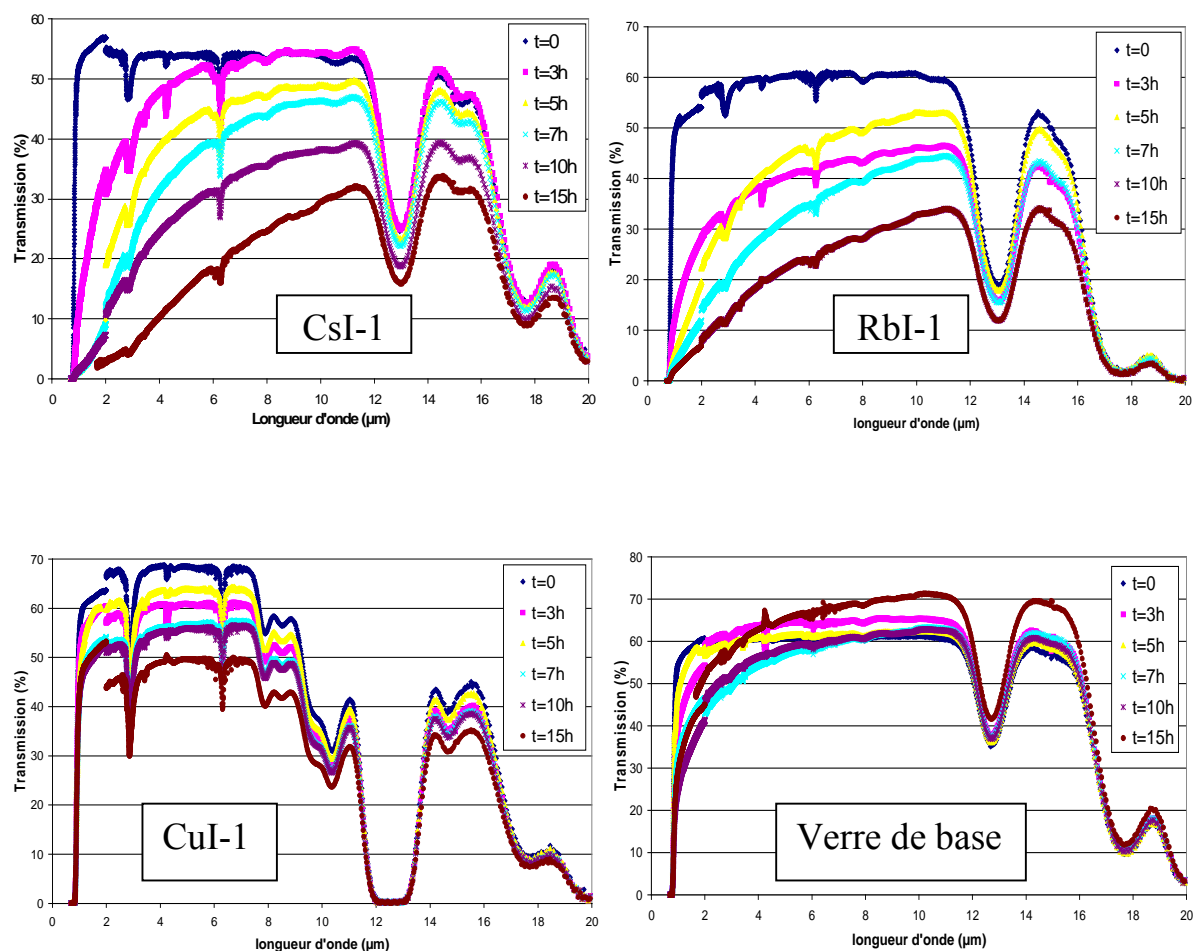 60
50
40
30
20
10
0
Transmission (%)
0 2 4 6 8 10 12 14 16 18 20
Longueur d'onde (µm)
t=0
t=3h
t=5h
t=7h
t=10h
t=15h
CsI-1
70
60
50
40
30
20
10
0
Transmission (%)
0 2 4 6 8 10 12 14 16 18 20
longueur d'onde (µm)
t=0
t=3h
t=5h
t=7h
t=10h
t=15h
RbI-1
70
60
50
40
30
20
10
0
Transmission (%)
0 2 4 6 8 10 12 14 16 18 20
longueur d'onde (µm)
t=0
t=3h
t=5h
t=7h
t=10h
t=15h
CuI-1
80
70
60
50
40
30
20
10
0
Transmission (%)
0 2 4 6 8 10 12 14 16 18 20
longueur d'onde (µm)
t=0
t=3h
t=5h
t=7h
t=10h
t=15h
Verre de base